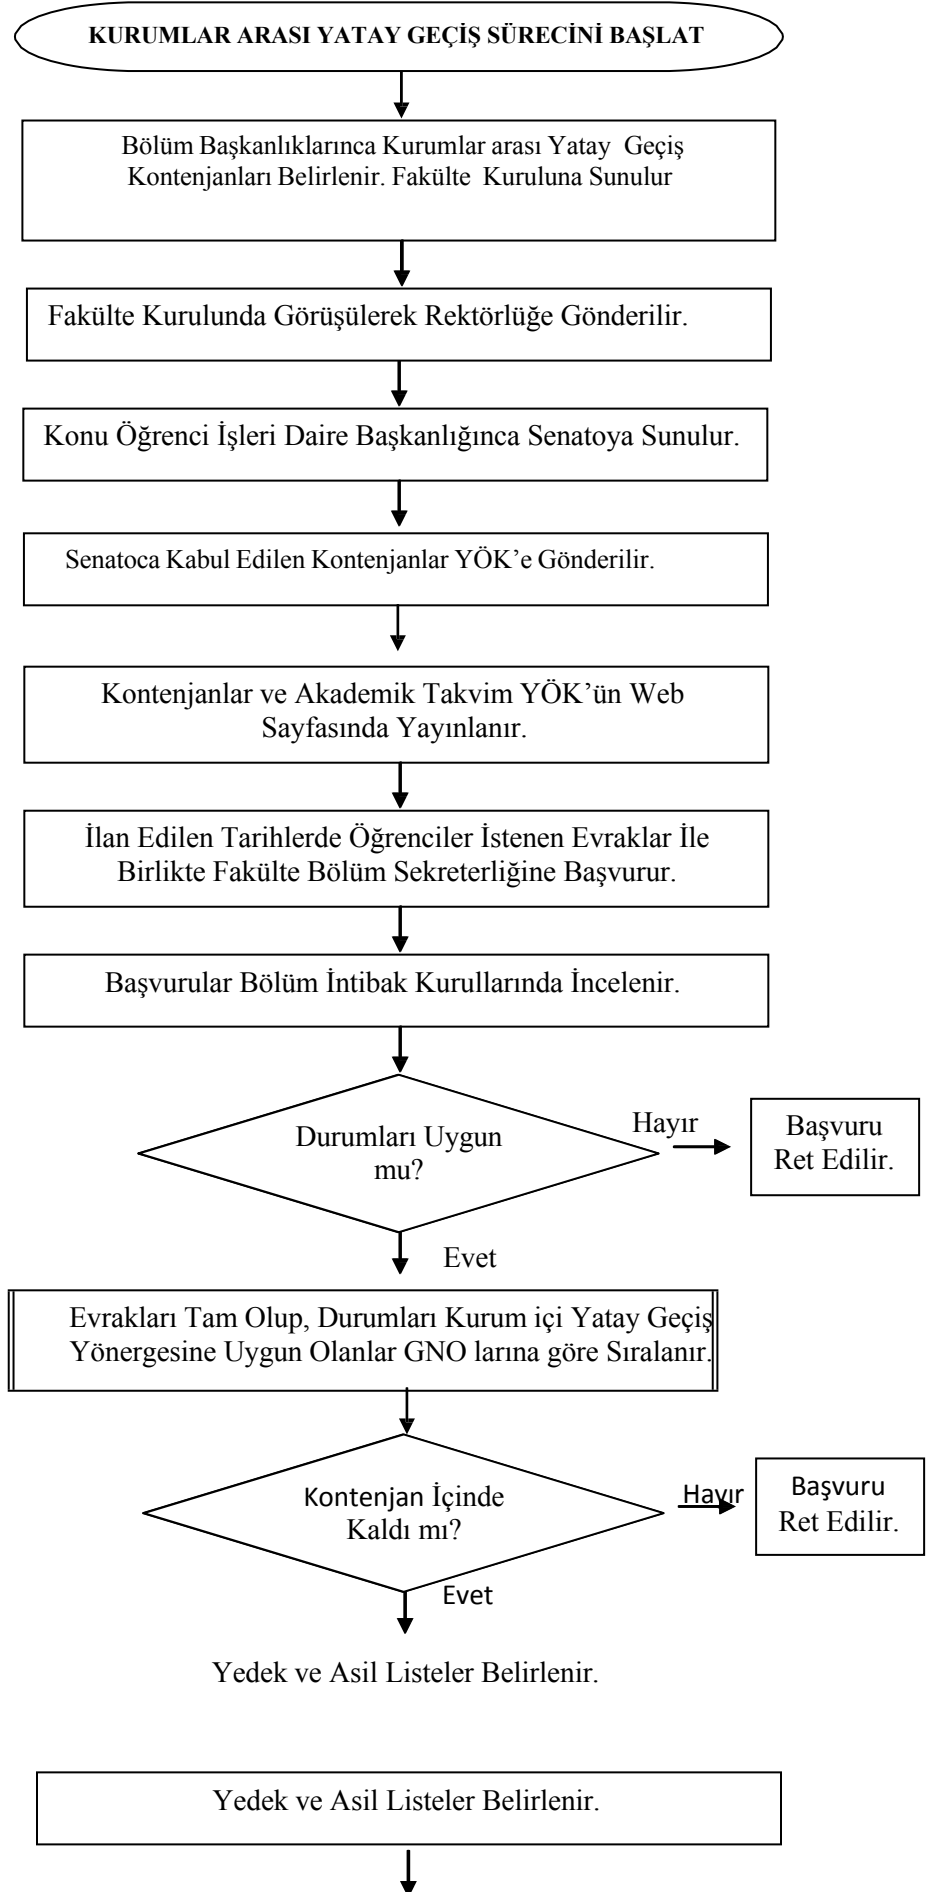 KURUMLAR ARASI YATAY GEÇİŞ SÜRECİNİ BAŞLAT
Bölüm Başkanlıklarınca Kurumlar arası Yatay Geçiş
Kontenjanları Belirlenir. Fakülte Kuruluna Sunulur
Fakülte Kurulunda Görüşülerek Rektörlüğe Gönderilir.
Konu Öğrenci İşleri Daire Başkanlığınca Senatoya Sunulur.
Senatoca Kabul Edilen Kontenjanlar YÖK’e Gönderilir.
Kontenjanlar ve Akademik Takvim YÖK’ün Web
Sayfasında Yayınlanır.
İlan Edilen Tarihlerde Öğrenciler İstenen Evraklar İle
Birlikte Fakülte Bölüm Sekreterliğine Başvurur.
Başvurular Bölüm İntibak Kurullarında İncelenir.
Durumları Uygun
mu?
Hayır
Başvuru
Ret Edilir.
Evet
Evrakları Tam Olup, Durumları Kurum içi Yatay Geçiş
Yönergesine Uygun Olanlar GNO larına göre Sıralanır.
Kontenjan İçinde
Kaldı mı?
Hayır
Başvuru
Ret Edilir.
Evet
Yedek ve Asil Listeler Belirlenir.
Yedek ve Asil Listeler Belirlenir.